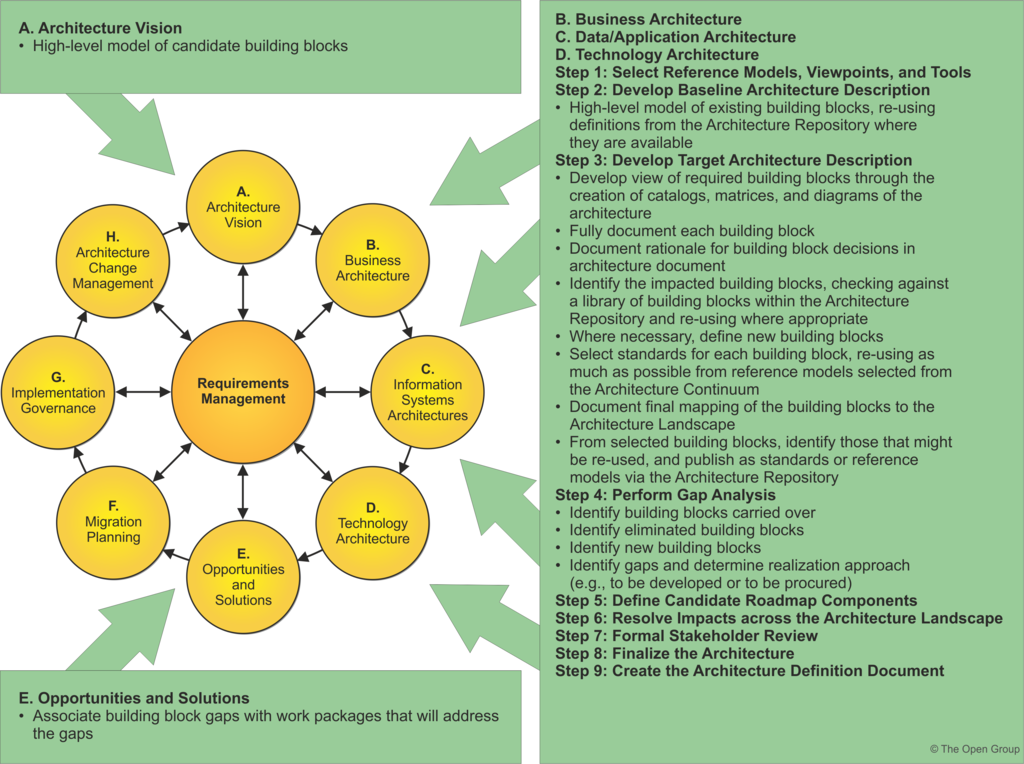 A. Architecture Vision
• High-level model of candidate building blocks
A.
Architecture
Vision
B.
Business
Architecture
C.
Information
Systems
Architectures
D.
Technology
Architecture
E.
Opportunities
and
Solutions
F.
Migration
Planning
G.
Implementation
Governance
H.
Architecture
Change
Management
Requirements
Management
E. Opportunities and Solutions
• Associate building block gaps with work packages that will address
the gaps
B. Business Architecture
C. Data/Application Architecture
D. Technology Architecture
Step 1: Select Reference Models, Viewpoints, and Tools
Step 2: Develop Baseline Architecture Description
• High-level model of existing building blocks, re-using
definitions from the Architecture Repository where
they are available
Step 3: Develop Target Architecture Description
• Develop view of required building blocks through the
creation of catalogs, matrices, and diagrams of the
architecture
• Fully document each building block
• Document rationale for building block decisions in
architecture document
• Identify the impacted building blocks, checking against
a library of building blocks within the Architecture
Repository and re-using where appropriate
• Where necessary, define new building blocks
• Select standards for each building block, re-using as
much as possible from reference models selected from
the Architecture Continuum
• Document final mapping of the building blocks to the
Architecture Landscape
• From selected building blocks, identify those that might
be re-used, and publish as standards or reference
models via the Architecture Repository
Step 4: Perform Gap Analysis
• Identify building blocks carried over
• Identify eliminated building blocks
• Identify new building blocks
• Identify gaps and determine realization approach
(e.g., to be developed or to be procured)
Step 5: Define Candidate Roadmap Components
Step 6: Resolve Impacts across the Architecture Landscape
Step 7: Formal Stakeholder Review
Step 8: Finalize the Architecture
Step 9: Create the Architecture Definition Document
© The Open Group